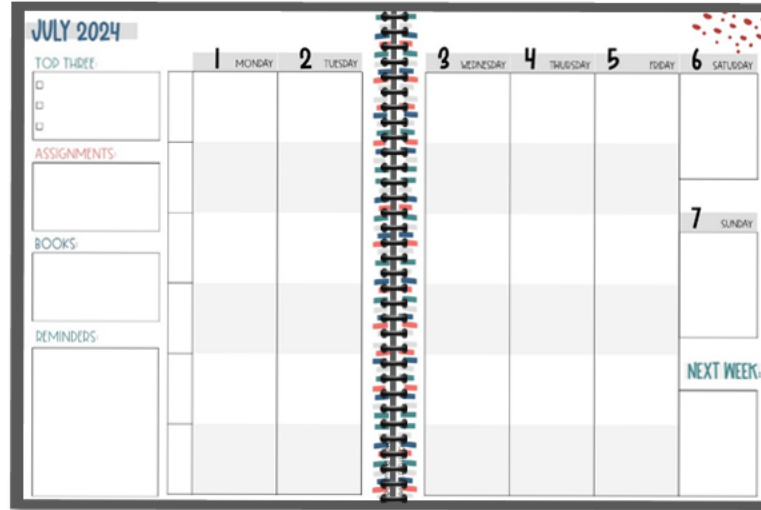 JULY 2024
TOP THREE:
ASSIGNMENTS:
BOOKS:
REMINDERS:
1 MONDAY
2 TUESDAY
3 WEDNESDAY
4 THURSDAY
5 FRIDAY
6 SATURDAY
7 SUNDAY
NEXT WEEK: